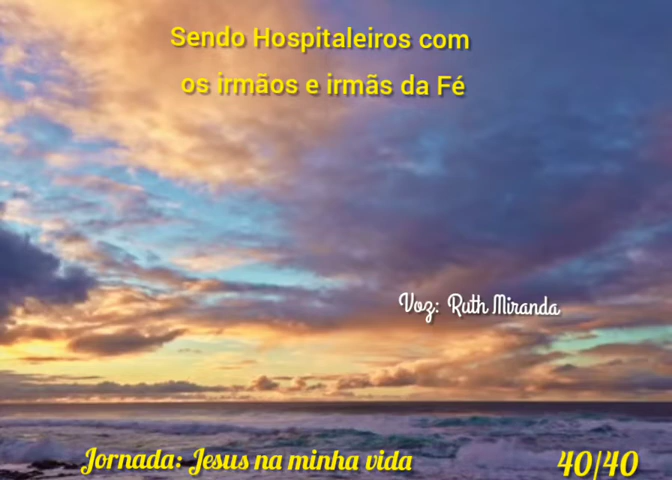 Sendo Hospitaleiros com
os irmãos e irmãs da Fé
Voz: Ruth Miranda
Jornada: Jesus na minha vida
40/40